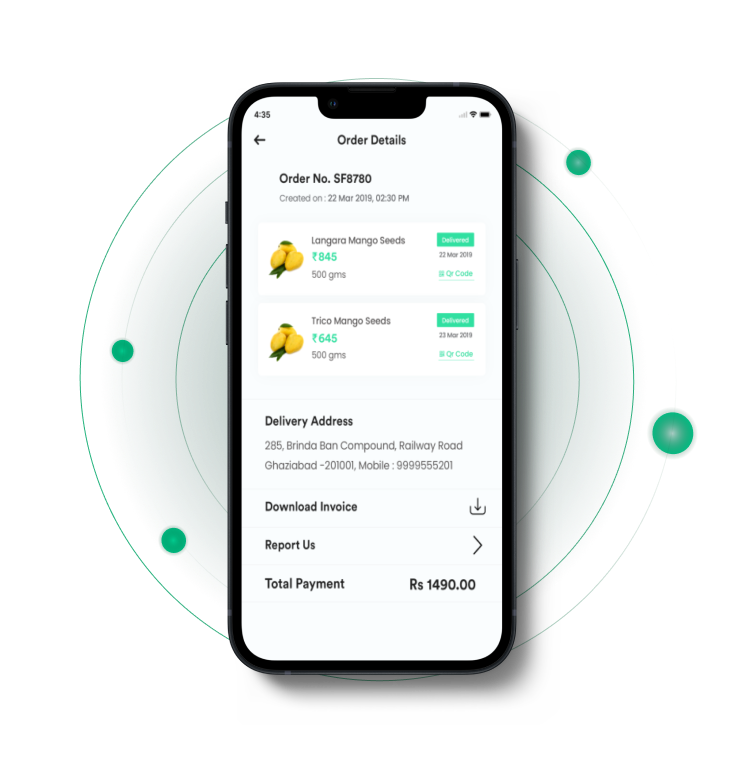 4:35
Order Details
Order No. SF8780
Created on : 22 Mar 2019, 02:30 PM
Langara Mango Seeds
Delivered
₹845
22 Mar 2019
500 gms
Qr Code
Trico Mango Seeds
Delivered
₹645
23 Mar 2019
500 gms
Qr Code
Delivery Address
285, Brinda Ban Compound, Railway Road
Ghaziabad -201001, Mobile : 9999555201
Download Invoice
Report Us
Total Payment Rs 1490.00